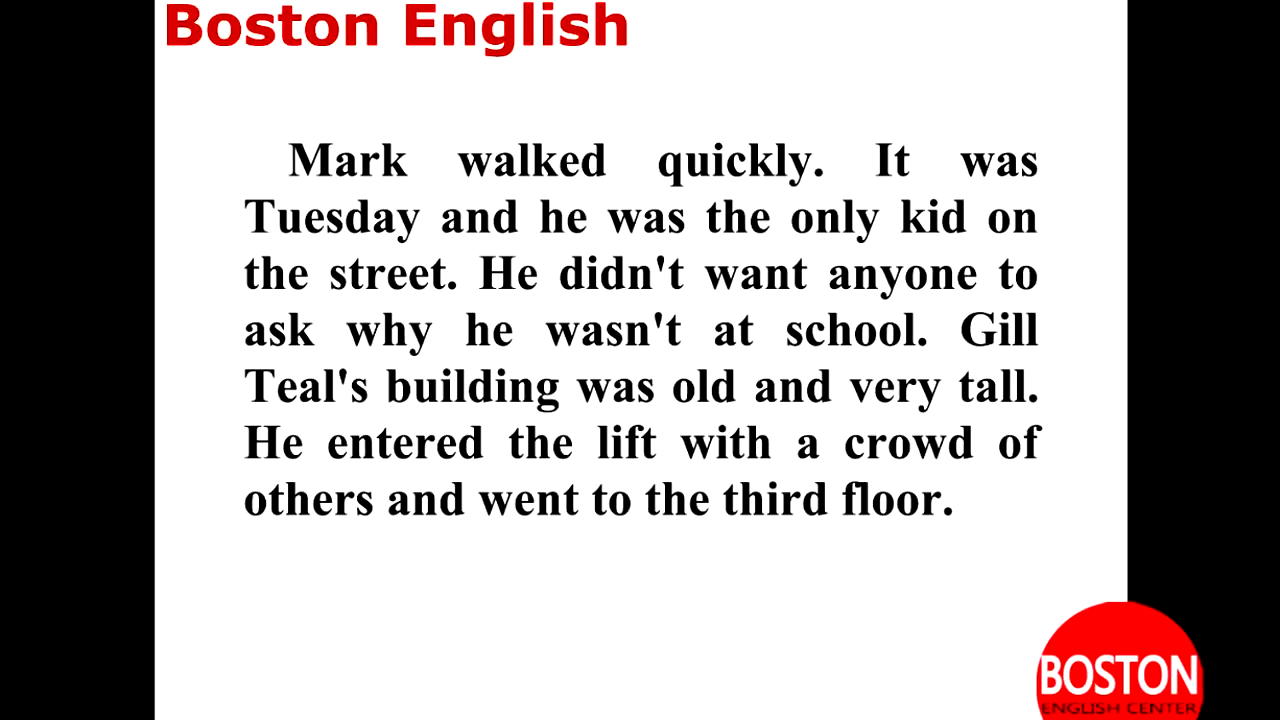 Boston English
Mark walked quickly. It was
Tuesday and he was the only kid on
the street. He didn't want anyone to
ask why he wasn't at school. Gill
Teal's building was old and very tall.
He entered the lift with a crowd of
others and went to the third floor.
BOSTON
ENGLISH CENTER